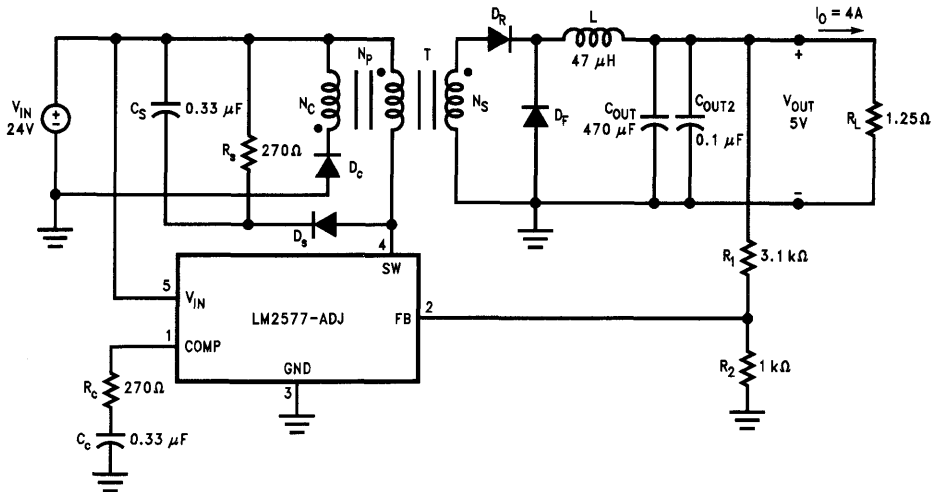 D_R
L
I_O = 4A
47 μH
N_P
T
N_C
N_S
V_IN
24V
C_S
0.33 μF
R_s
270Ω
D_c
D_F
C_OUT
470 μF
C_OUT2
0.1 μF
+
V_OUT
5V
−
R_L
1.25Ω
D_s
4
SW
R_1
3.1 kΩ
5
V_IN
LM2577-ADJ
FB
2
1
COMP
GND
3
R_2
1 kΩ
R_c
270Ω
C_c
0.33 μF